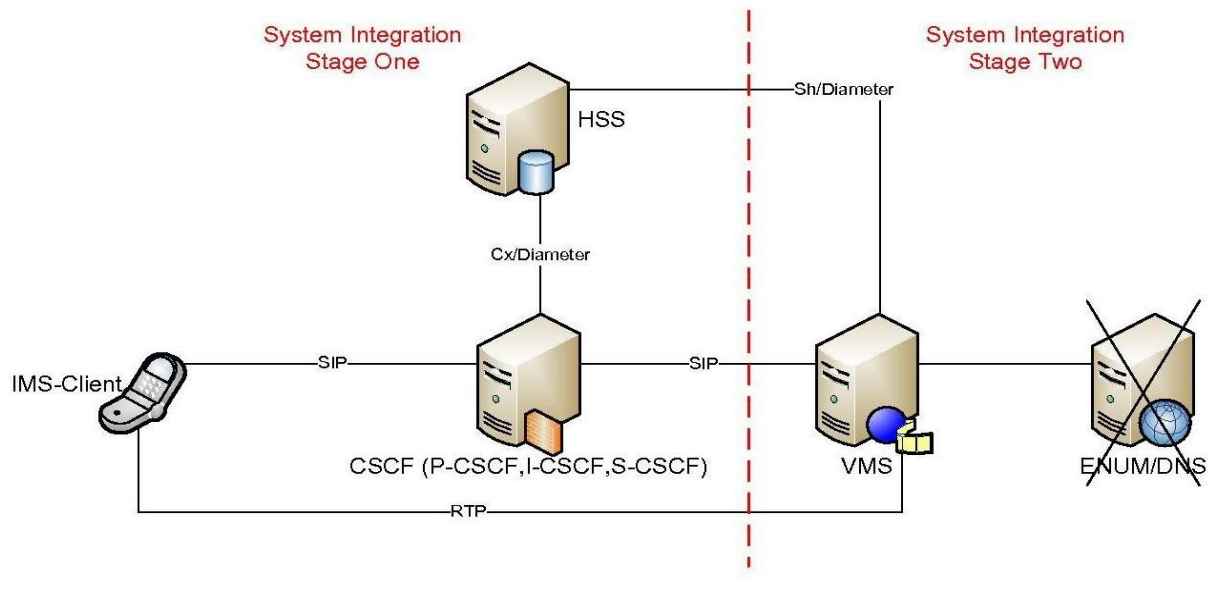 System Integration
Stage One
System Integration
Stage Two
Sh/Diameter
HSS
Cx/Diameter
SIP
SIP
IMS-Client
CSCF (P-CSCF,I-CSCF,S-CSCF)
VMS
ENUM/DNS
RTP